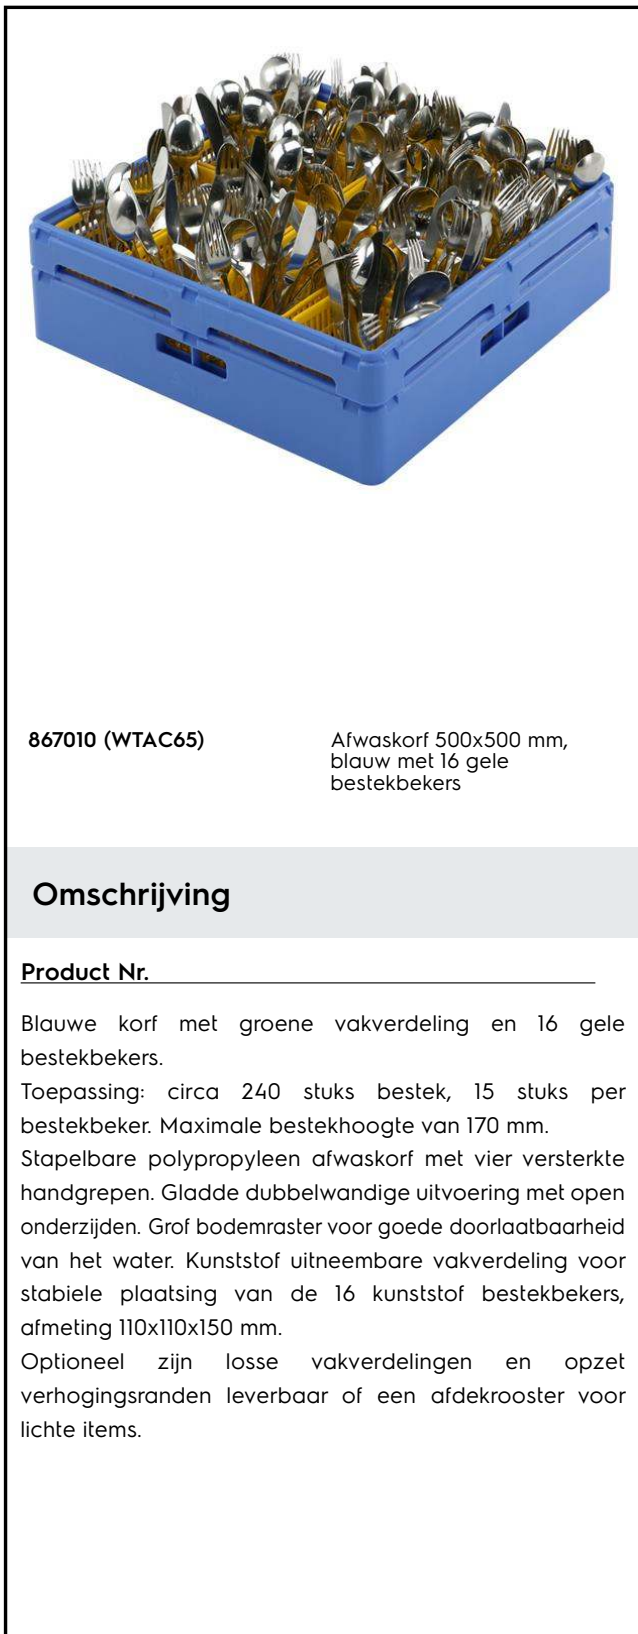 867010 (WTAC65)
Afwaskorf 500x500 mm,
blauw met 16 gele
bestekbekers
Omschrijving
Product Nr.
Blauwe korf met groene vakverdeling en 16 gele
bestekbekers.
Toepassing: circa 240 stuks bestek, 15 stuks per
bestekbeker. Maximale bestekhoogte van 170 mm.
Stapelbare polypropyleen afwaskorf met vier versterkte
handgrepen. Gladde dubbelwandige uitvoering met open
onderzijden. Grof bodemraster voor goede doorlaatbaarheid
van het water. Kunststof uitneembare vakverdeling voor
stabiele plaatsing van de 16 kunststof bestekbekers,
afmeting 110x110x150 mm.
Optioneel zijn losse vakverdelingen en opzet
verhogingsranden leverbaar of een afdekrooster voor
lichte items.